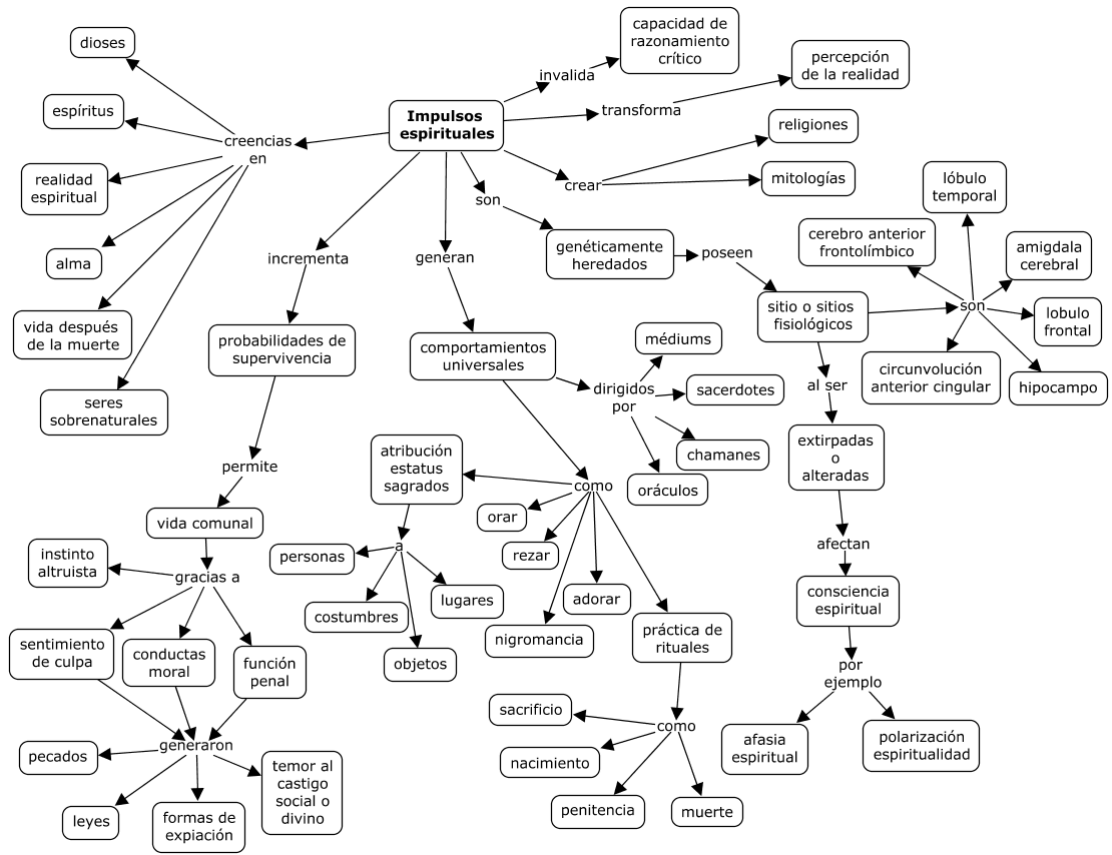 dioses
espíritus
realidad
espiritual
alma
vida después
de la muerte
seres
sobrenaturales
creencias
en
Impulsos
espirituales
invalida
capacidad de
razonamiento
crítico
transforma
percepción
de la realidad
crear
religiones
mitologías
son
genéticamente
heredados
poseen
sitio o sitios
fisiológicos
son
lóbulo
temporal
cerebro anterior
frontolímbico
amigdala
cerebral
lobulo
frontal
circunvolución
anterior cingular
hipocampo
al ser
extirpadas
o
alteradas
afectan
consciencia
espiritual
por
ejemplo
afasia
espiritual
polarización
espiritualidad
generan
comportamientos
universales
dirigidos
por
médiums
sacerdotes
chamanes
oráculos
como
atribución
estatus
sagrados
a
personas
costumbres
objetos
lugares
orar
rezar
nigromancia
adorar
práctica de
rituales
como
sacrificio
nacimiento
penitencia
muerte
incrementa
probabilidades de
supervivencia
permite
vida comunal
gracias a
instinto
altruista
sentimiento
de culpa
conductas
moral
función
penal
generaron
pecados
leyes
formas de
expiación
temor al
castigo
social o
divino